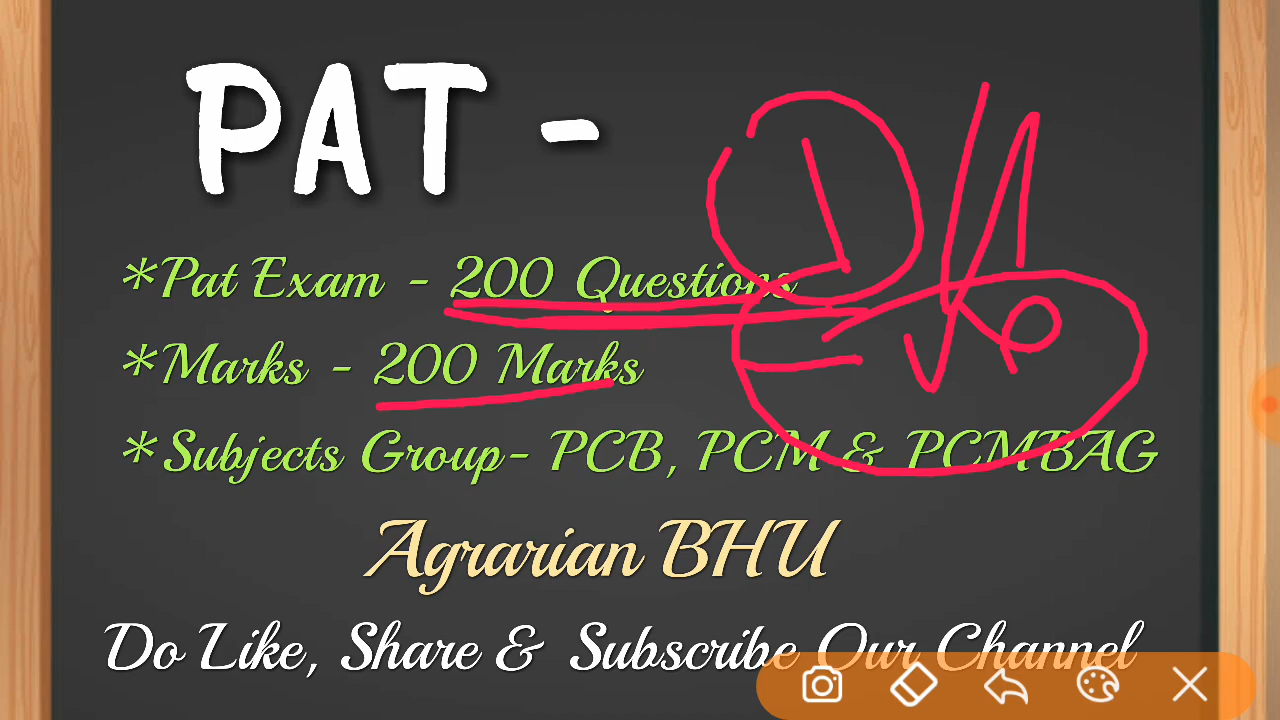 PAT -
*Pat Exam - 200 Questions
*Marks - 200 Marks
*Subjects Group- PCB, PCM & PCMBAG
Agrarian BHU
Do Like, Share & Subscribe Our Channel